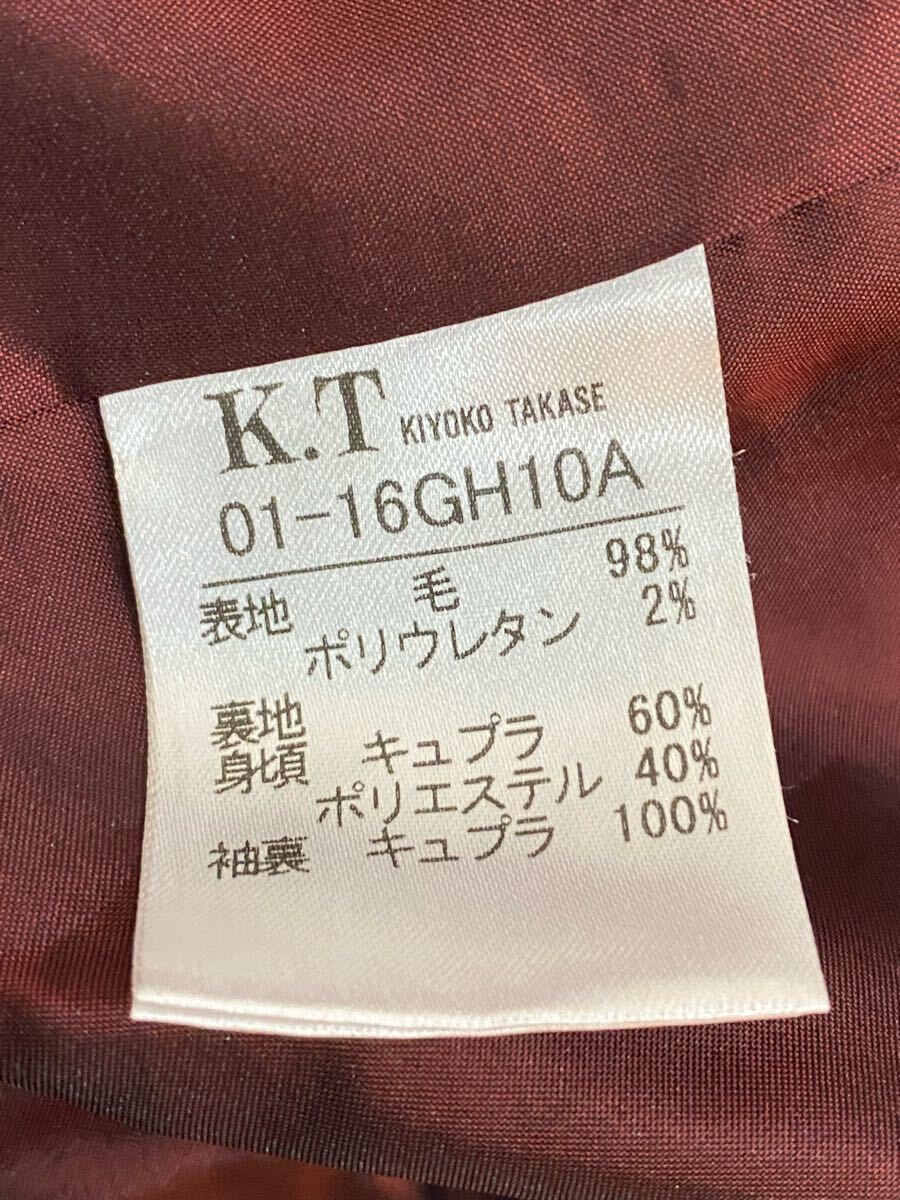 K.T KIYOKO TAKASE
01-16GH10A
表地 毛 98%
ポリウレタン 2%
裏地
身頃 キュプラ 60%
ポリエステル 40%
袖裏 キュプラ 100%